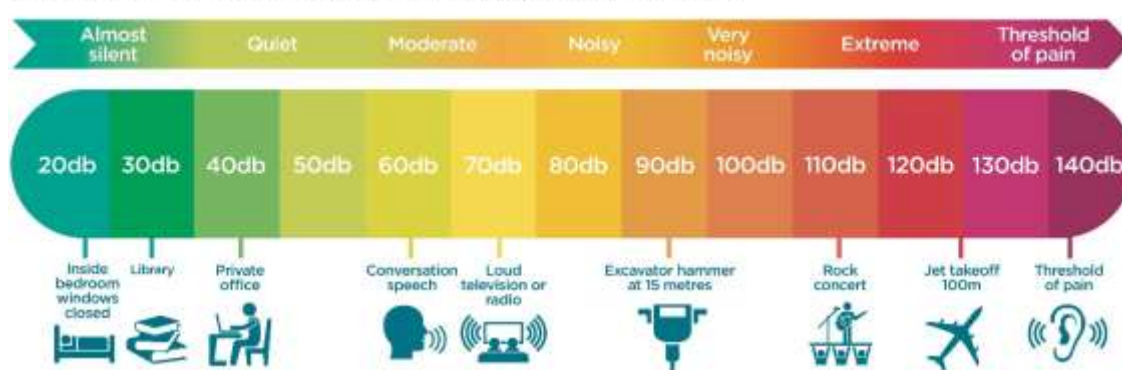 Almost
silent
Quiet
Moderate
Noisy
Very
noisy
Extreme
Threshold
of pain
20db
30db
40db
50db
60db
70db
80db
90db
100db
110db
120db
130db
140db
Inside
bedroom
windows
closed
Library
Private
office
Conversation
speech
Loud
television or
radio
Excavator hammer
at 15 metres
Rock
concert
Jet takeoff
100m
Threshold
of pain